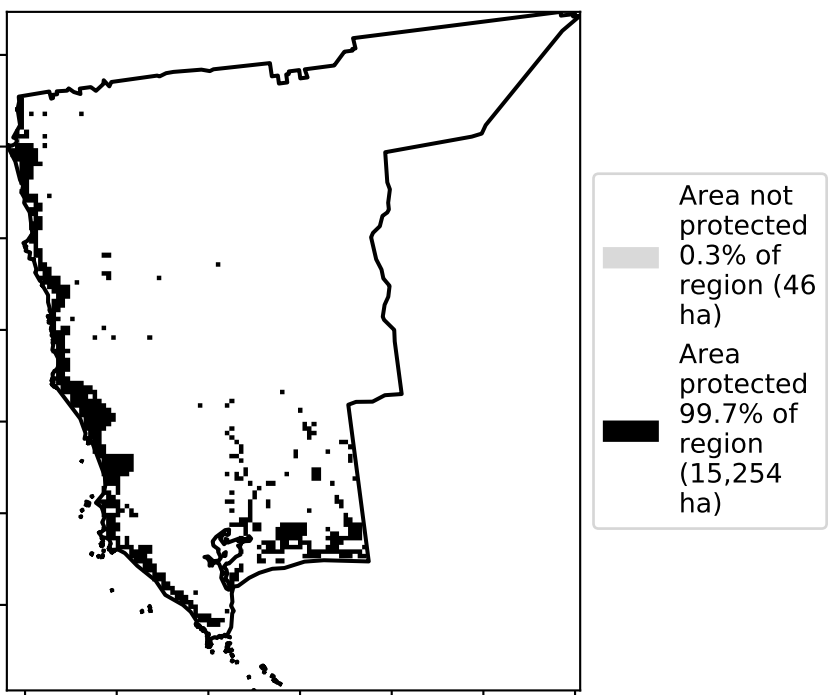 Area not
protected
0.3% of
region (46
ha)
Area
protected
99.7% of
region
(15,254
ha)